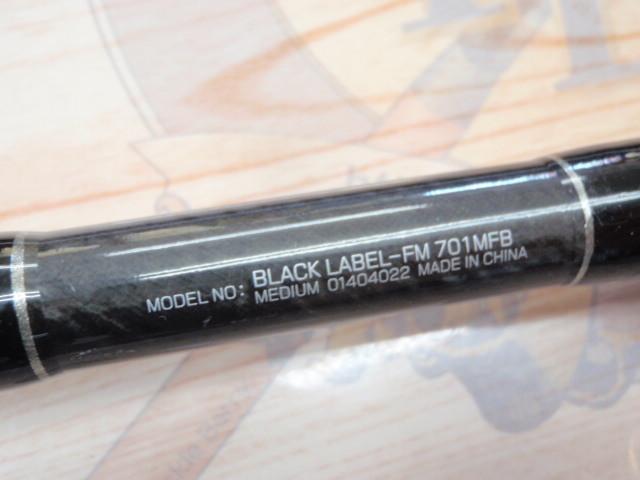 MODEL NO: BLACK LABEL-FM 701MFB
MEDIUM 01404022 MADE IN CHINA